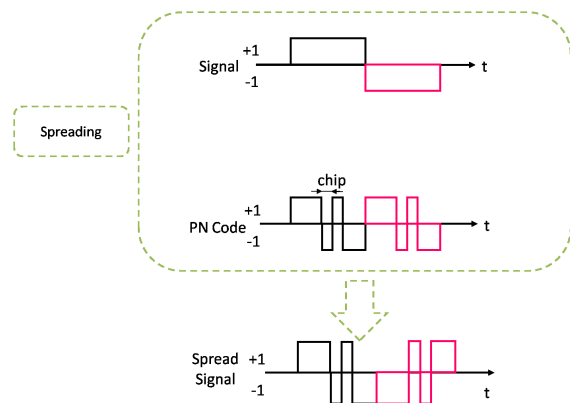 +1
Signal
t
-1
Spreading
chip
+1
PN Code
t
-1
Spread
+1
Signal
-1
t